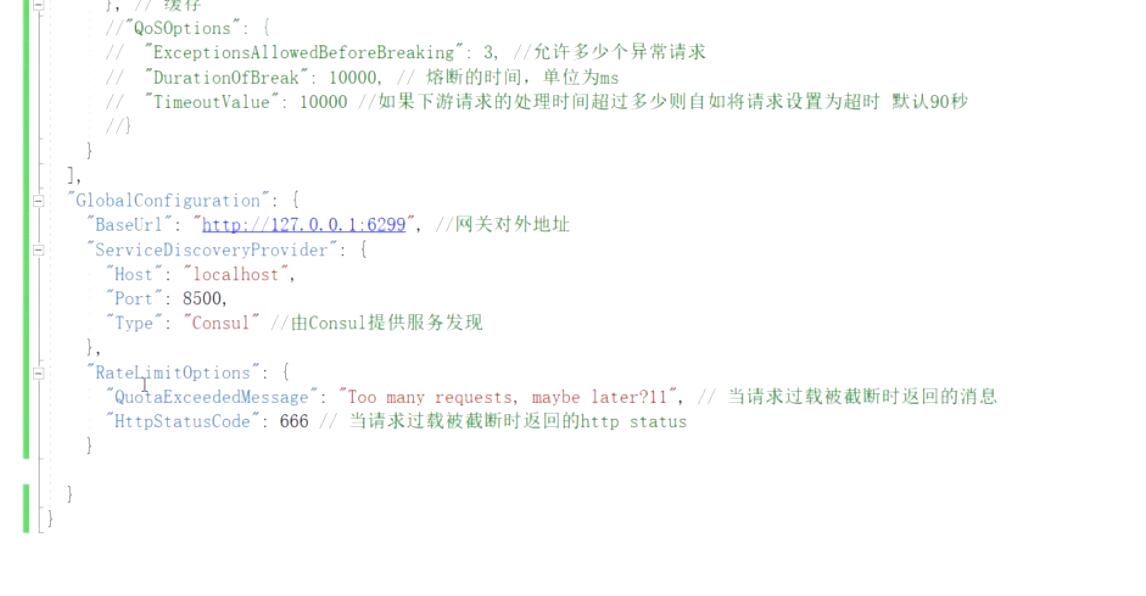 }, // 缓存
//"QoSOptions": {
//  "ExceptionsAllowedBeforeBreaking": 3, //允许多少个异常请求
//  "DurationOfBreak": 10000, // 熔断的时间，单位为ms
//  "TimeoutValue": 10000 //如果下游请求的处理时间超过多少则自如将请求设置为超时 默认90秒
//}
}
],
"GlobalConfiguration": {
"BaseUrl": "http://127.0.0.1:6299", //网关对外地址
"ServiceDiscoveryProvider": {
"Host": "localhost",
"Port": 8500,
"Type": "Consul" //由Consul提供服务发现
},
"RateLimitOptions": {
"QuotaExceededMessage": "Too many requests, maybe later?11", // 当请求过载被截断时返回的消息
"HttpStatusCode": 666 // 当请求过载被截断时返回的http status
}
}
}